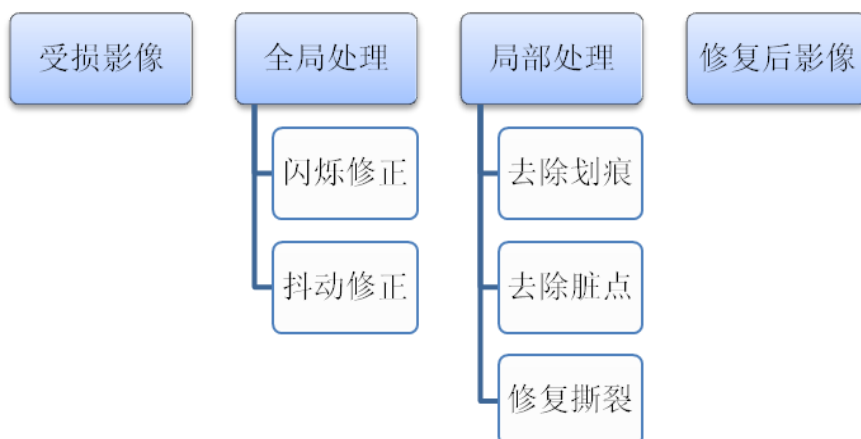 受损影像
全局处理
局部处理
修复后影像
闪烁修正
去除划痕
抖动修正
去除脏点
修复撕裂